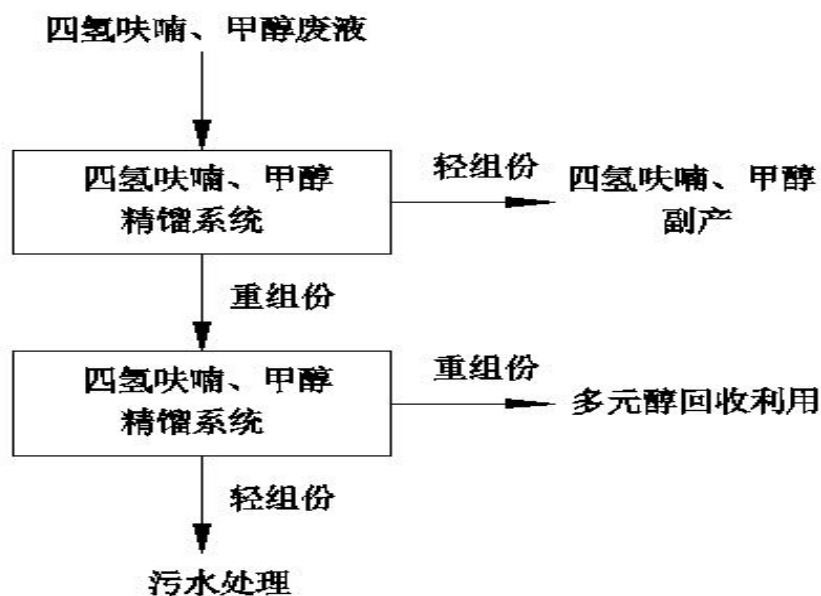 四氢呋喃、甲醇废液
四氢呋喃、甲醇
精馏系统
轻组份
四氢呋喃、甲醇
副产
重组份
四氢呋喃、甲醇
精馏系统
重组份
多元醇回收利用
轻组份
污水处理